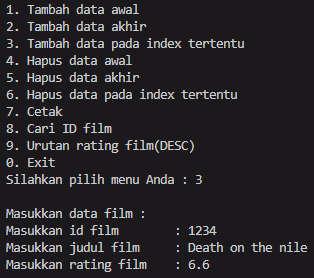 1. Tambah data awal
2. Tambah data akhir
3. Tambah data pada index tertentu
4. Hapus data awal
5. Hapus data akhir
6. Hapus data pada index tertentu
7. Cetak
8. Cari ID film
9. Urutan rating film(DESC)
0. Exit
Silahkan pilih menu Anda : 3
Masukkan data film :
Masukkan id film : 1234
Masukkan judul film : Death on the nile
Masukkan rating film : 6.6